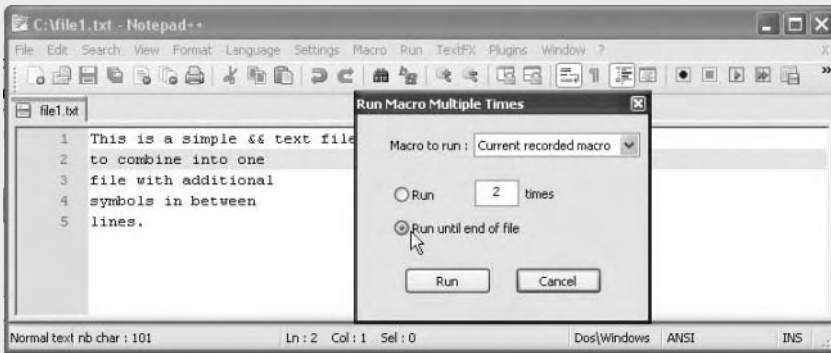 C:\file1.txt - Notepad++
File Edit Search View Format Language Settings Macro Run TextFX Plugins Window ? X
file1.txt
Run Macro Multiple Times
1 This is a simple && text file
2 to combine into one
3 file with additional
4 symbols in between
5 lines.
Macro to run : Current recorded macro
Run 2 times
Run until end of file
Run Cancel
Normal text nb char : 101 Ln : 2 Col : 1 Sel : 0 Dos\Windows ANSI INS